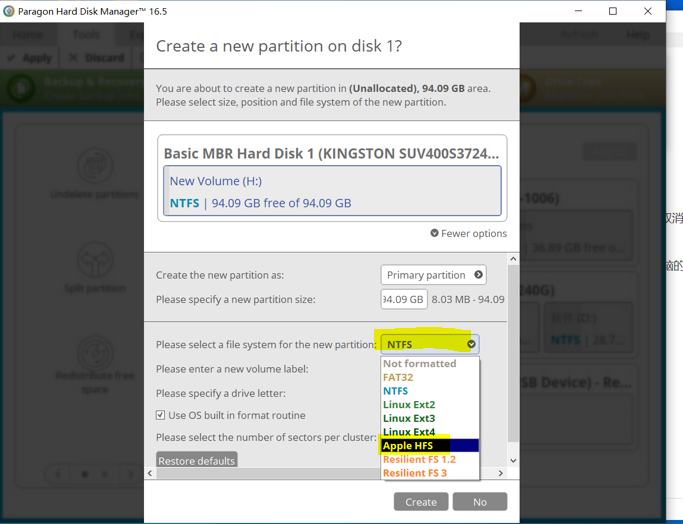 Paragon Hard Disk Manager™ 16.5
Home
Tools
Refresh
Help
Apply
Discard
Backup & Recovery
Create a new partition on disk 1?
You are about to create a new partition in (Unallocated), 94.09 GB area.
Please select size, position and file system of the new partition.
Basic MBR Hard Disk 1 (KINGSTON SUV400S3724...
New Volume (H:)
NTFS | 94.09 GB free of 94.09 GB
Fewer options
Create the new partition as:
Primary partition
Please specify a new partition size:
94.09 GB
8.03 MB - 94.09
Please select a file system for the new partition:
NTFS
Please enter a new volume label:
Please specify a drive letter:
Use OS built in format routine
Please select the number of sectors per cluster:
Restore defaults
Not formatted
FAT32
NTFS
Linux Ext2
Linux Ext3
Linux Ext4
Apple HFS
Resilient FS 1.2
Resilient FS 3
Create
No
Undelete partitions
Split partition
Redistribute free
space
-1006)
36.89 GB free o...
240G)
(D:)
NTFS | 28.7...
SB Device) - Re...
取消
脑的